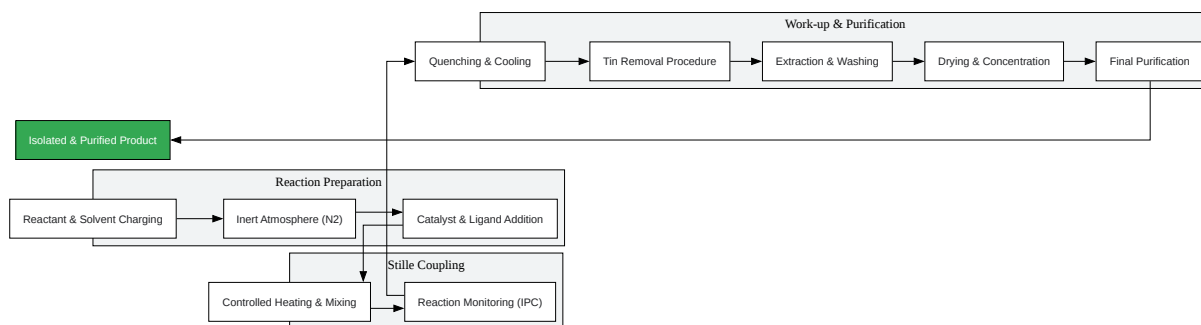 Work-up & Purification
Quenching & Cooling
Tin Removal Procedure
Extraction & Washing
Drying & Concentration
Final Purification
Isolated & Purified Product
Reaction Preparation
Reactant & Solvent Charging
Inert Atmosphere (N2)
Catalyst & Ligand Addition
Stille Coupling
Controlled Heating & Mixing
Reaction Monitoring (IPC)